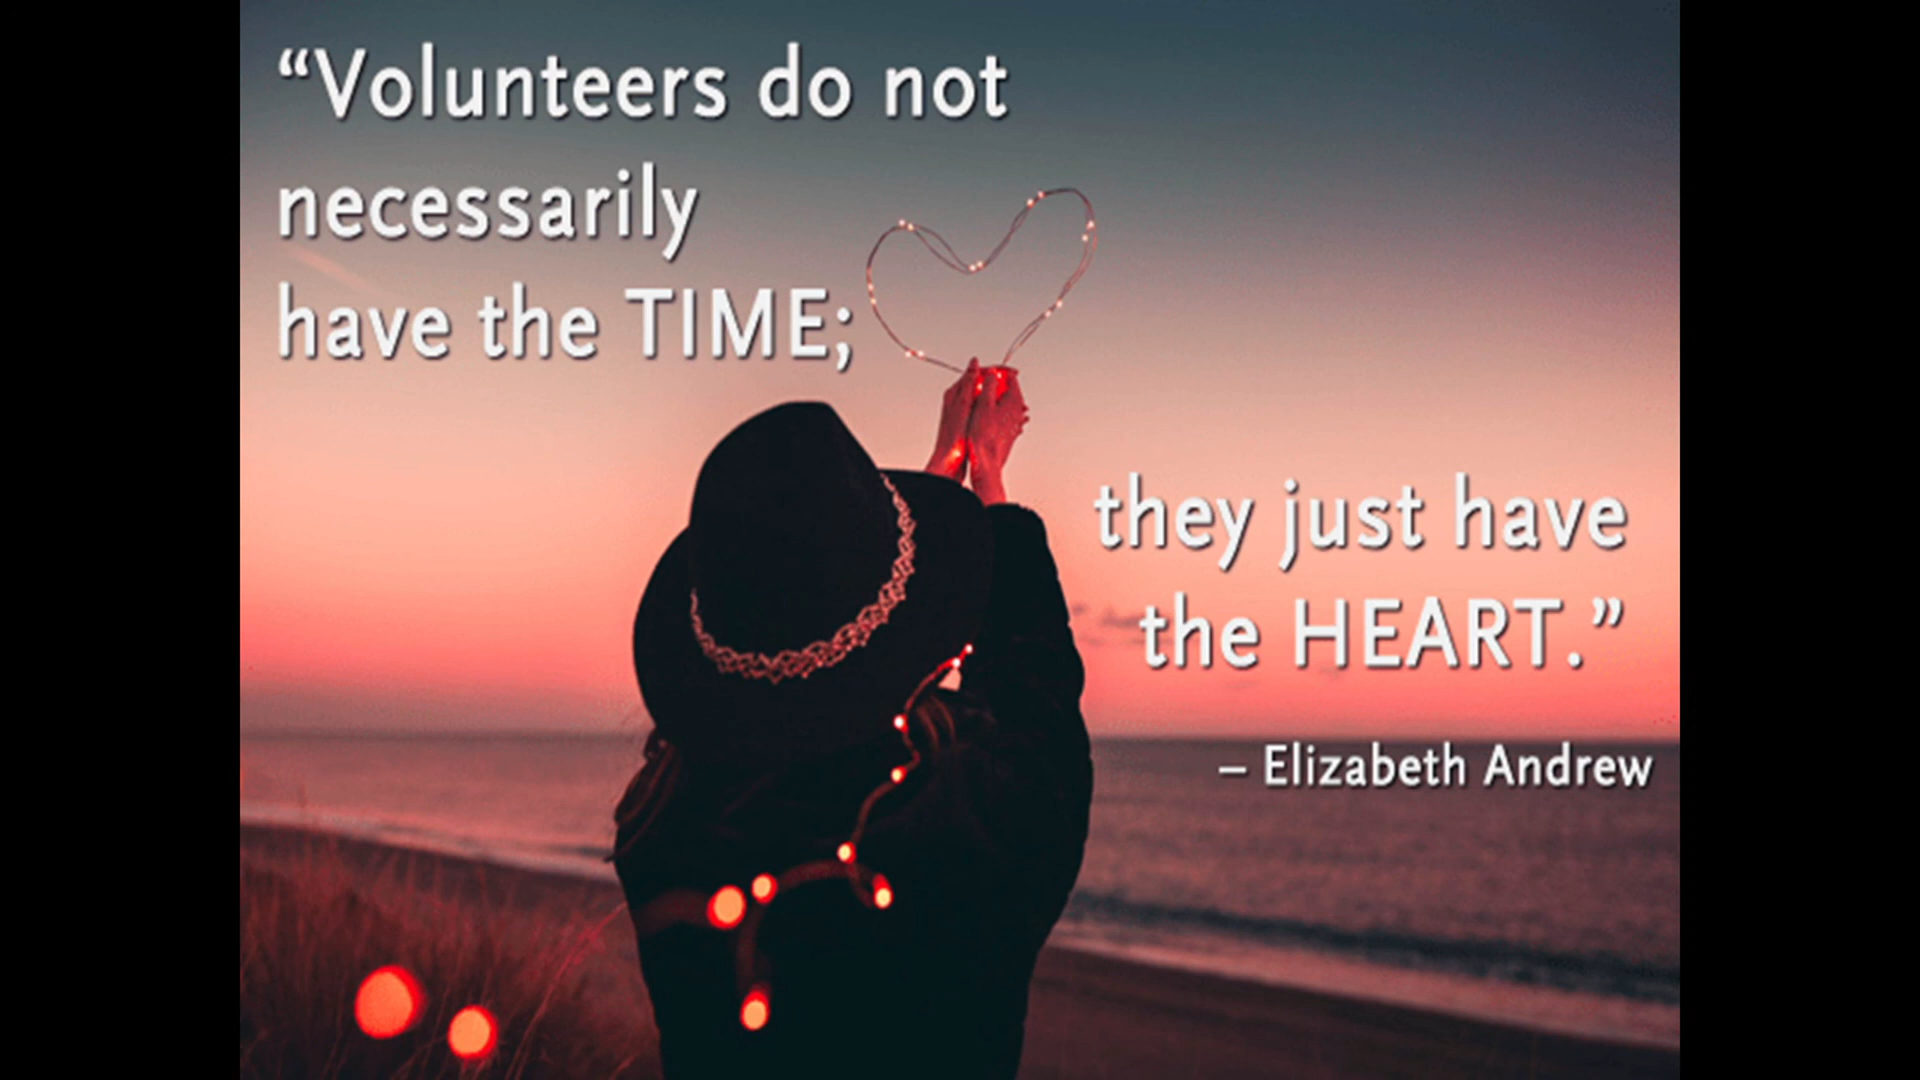 “Volunteers do not
necessarily
have the TIME;
they just have
the HEART.”
– Elizabeth Andrew